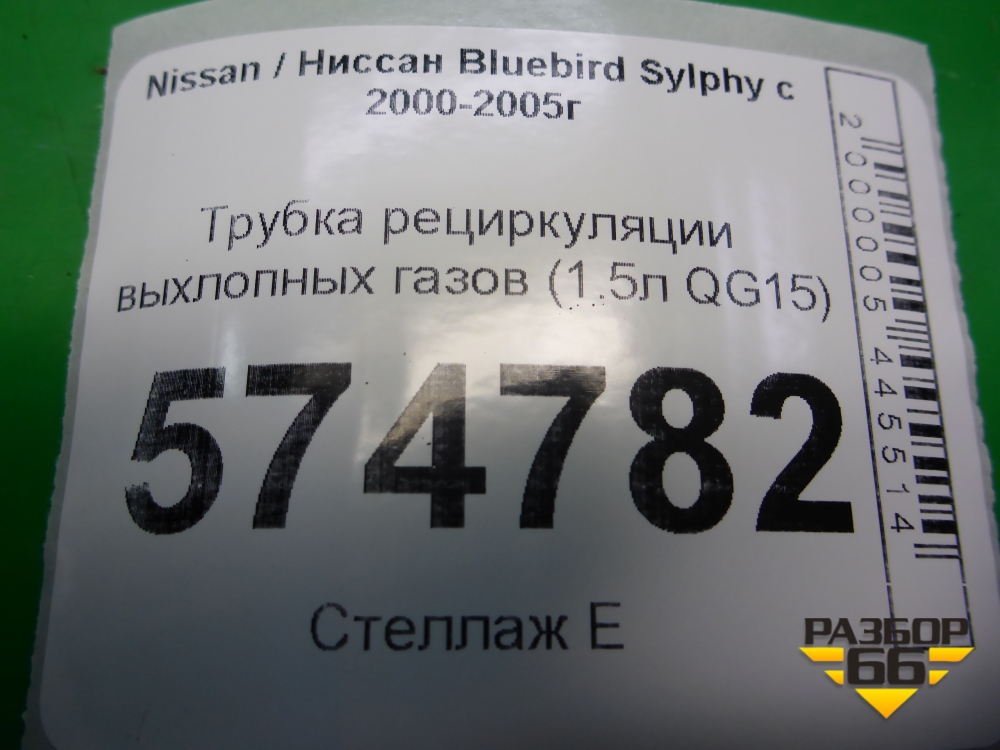 Nissan / Ниссан Bluebird Sylphy с
2000-2005г
Трубка рециркуляции
выхлопных газов (1.5л QG15)
574782
Стеллаж Е
2000005445514
РАЗБОР
66